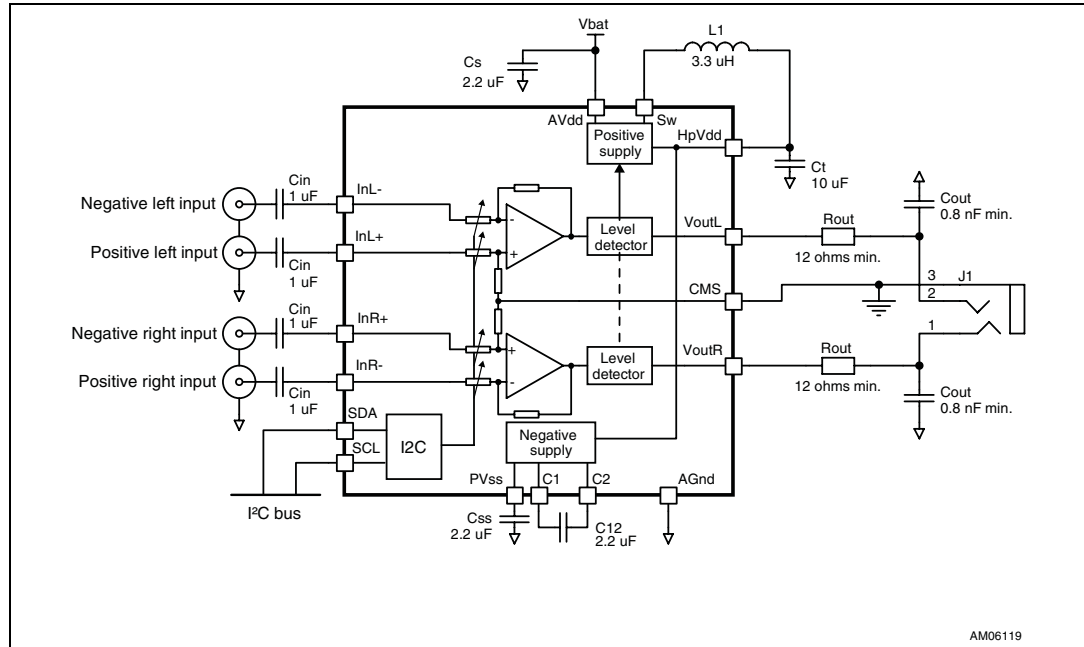 Vbat
L1
3.3 uH
Cs
2.2 uF
AVdd
Sw
HpVdd
Positive
supply
Ct
10 uF
Cin
1 uF
InL-
Negative left input
Cout
0.8 nF min.
Level
detector
VoutL
Rout
12 ohms min.
InL+
Positive left input
Cin
1 uF
CMS
3
J1
2
1
Cin
1 uF
InR+
Negative right input
Level
detector
VoutR
Rout
12 ohms min.
InR-
Positive right input
Cin
1 uF
Cout
0.8 nF min.
SDA
SCL
I2C
Negative
supply
PVss
C1
C2
AGnd
I²C bus
Css
2.2 uF
C12
2.2 uF
- 
+
+
-
AM06119